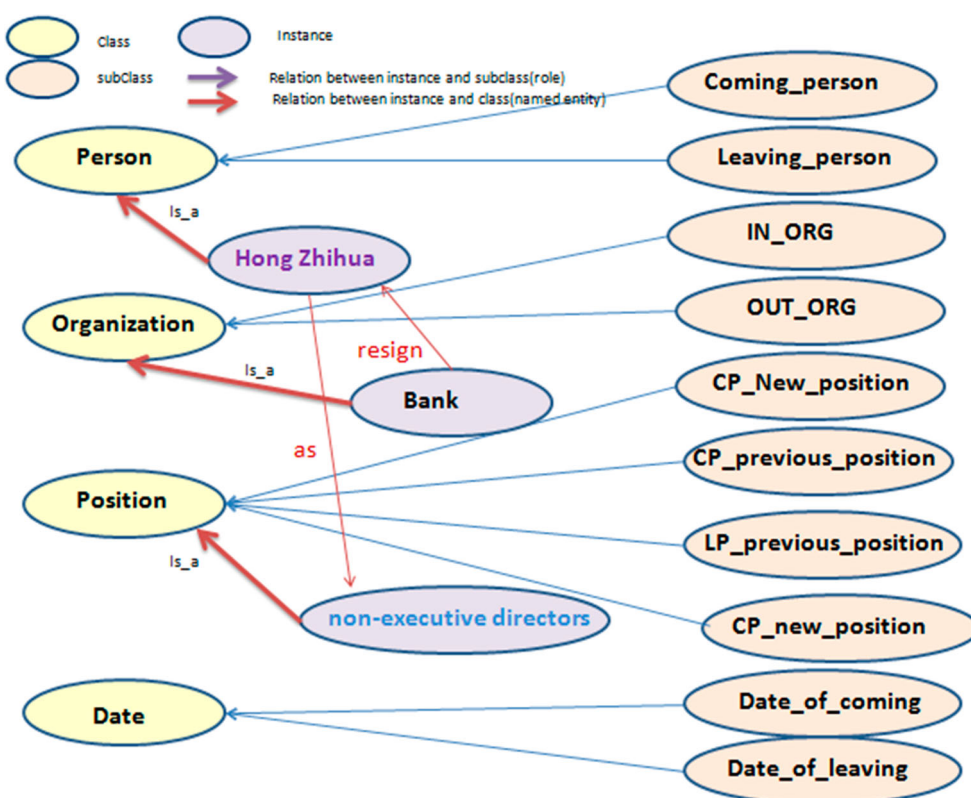 Class
Instance
subClass
Relation between instance and subclass(role)
Relation between instance and class(named entity)
Coming_person
Person
Leaving_person
Is_a
IN_ORG
Hong Zhihua
Organization
OUT_ORG
resign
Is_a
CP_New_position
Bank
as
CP_previous_position
Position
LP_previous_position
Is_a
non-executive directors
CP_new_position
Date
Date_of_coming
Date_of_leaving